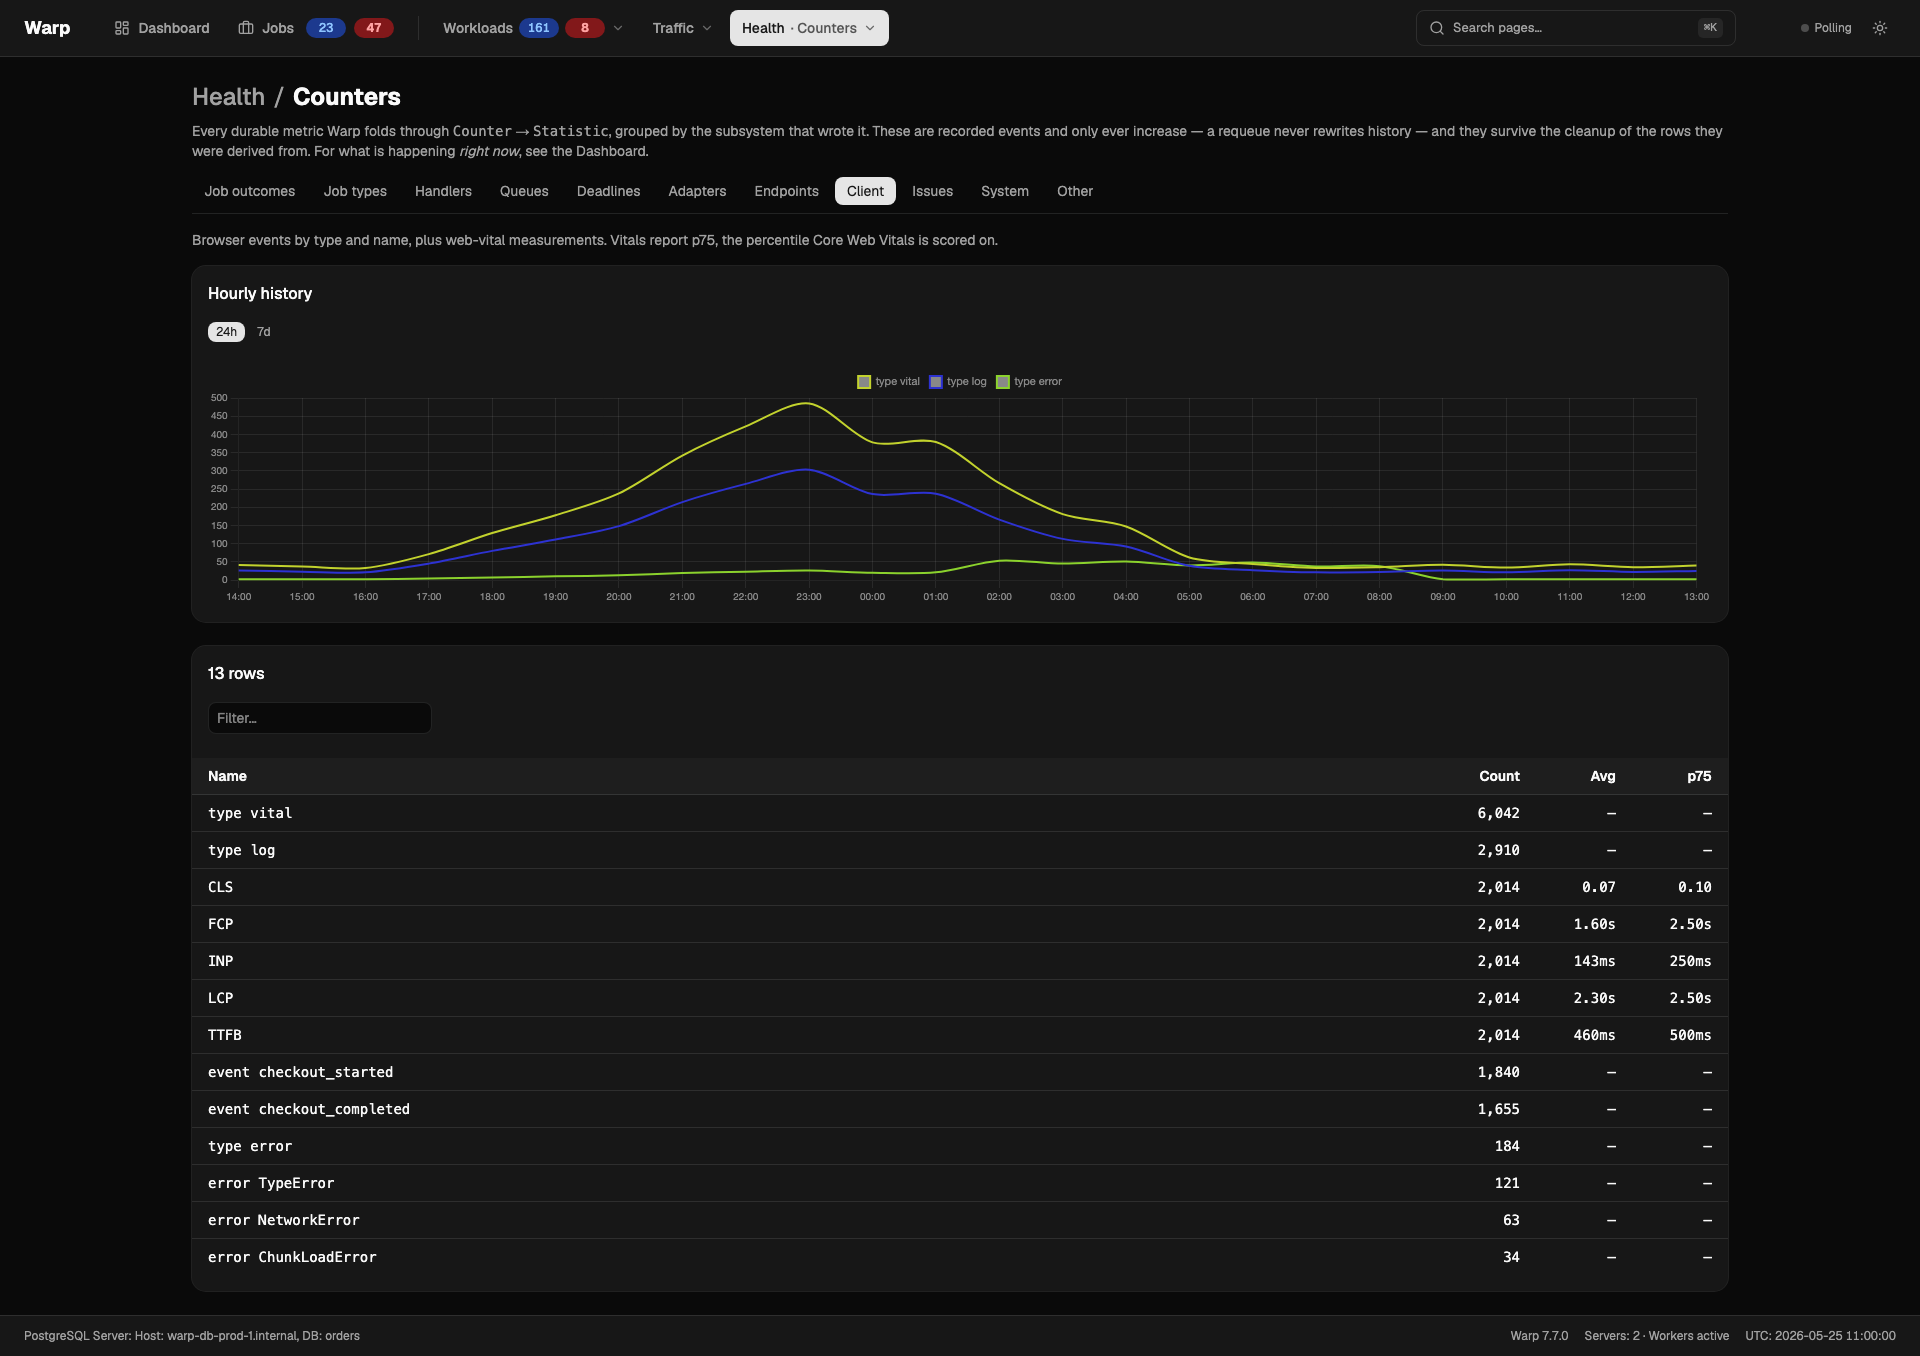 Warp
Dashboard
Jobs 23 47
Workloads 161 8
Traffic
Health · Counters
Search pages... ⌘K
Polling
Health / Counters
Every durable metric Warp folds through Counter → Statistic, grouped by the subsystem that wrote it. These are recorded events and only ever increase — a requeue never rewrites history — and they survive the cleanup of the rows they
were derived from. For what is happening right now, see the Dashboard.
Job outcomes Job types Handlers Queues Deadlines Adapters Endpoints Client Issues System Other
Browser events by type and name, plus web-vital measurements. Vitals report p75, the percentile Core Web Vitals is scored on.
Hourly history
24h 7d
type vital type log type error
500
450
400
350
300
250
200
150
100
50
0
14:00 15:00 16:00 17:00 18:00 19:00 20:00 21:00 22:00 23:00 00:00 01:00 02:00 03:00 04:00 05:00 06:00 07:00 08:00 09:00 10:00 11:00 12:00 13:00
13 rows
Filter...
Name Count Avg p75
type vital 6,042 — —
type log 2,910 — —
CLS 2,014 0.07 0.10
FCP 2,014 1.60s 2.50s
INP 2,014 143ms 250ms
LCP 2,014 2.30s 2.50s
TTFB 2,014 460ms 500ms
event checkout_started 1,840 — —
event checkout_completed 1,655 — —
type error 184 — —
error TypeError 121 — —
error NetworkError 63 — —
error ChunkLoadError 34 — —
PostgreSQL Server: Host: warp-db-prod-1.internal, DB: orders
Warp 7.7.0 Servers: 2 · Workers active UTC: 2026-05-25 11:00:00